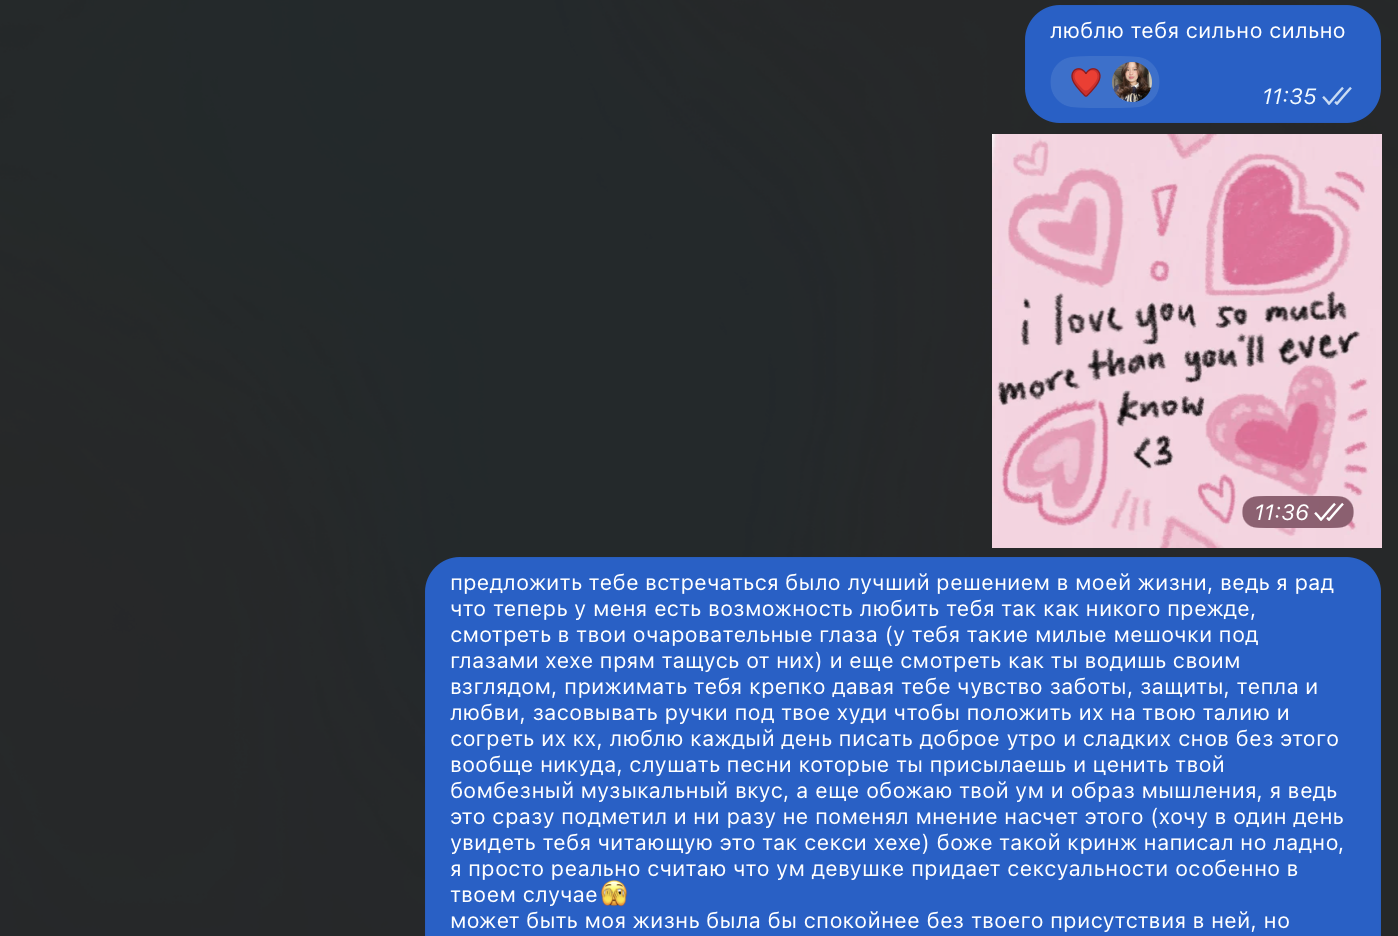 люблю тебя сильно сильно
11:35
i love you so much
more than you'll ever
know
<3
11:36
предложить тебе встречаться было лучший решением в моей жизни, ведь я рад
что теперь у меня есть возможность любить тебя так как никого прежде,
смотреть в твои очаровательные глаза (у тебя такие милые мешочки под
глазами хехе прям тащусь от них) и еще смотреть как ты водишь своим
взглядом, прижимать тебя крепко давая тебе чувство заботы, защиты, тепла и
любви, засовывать ручки под твое худи чтобы положить их на твою талию и
согреть их кх, люблю каждый день писать доброе утро и сладких снов без этого
вообще никуда, слушать песни которые ты присылаешь и ценить твой
бомбезный музыкальный вкус, а еще обожаю твой ум и образ мышления, я ведь
это сразу подметил и ни разу не поменял мнение насчет этого (хочу в один день
увидеть тебя читающую это так секси хехе) боже такой кринж написал но ладно,
я просто реально считаю что ум девушке придает сексуальности особенно в
твоем случае🫣
может быть моя жизнь была бы спокойнее без твоего присутствия в ней, но